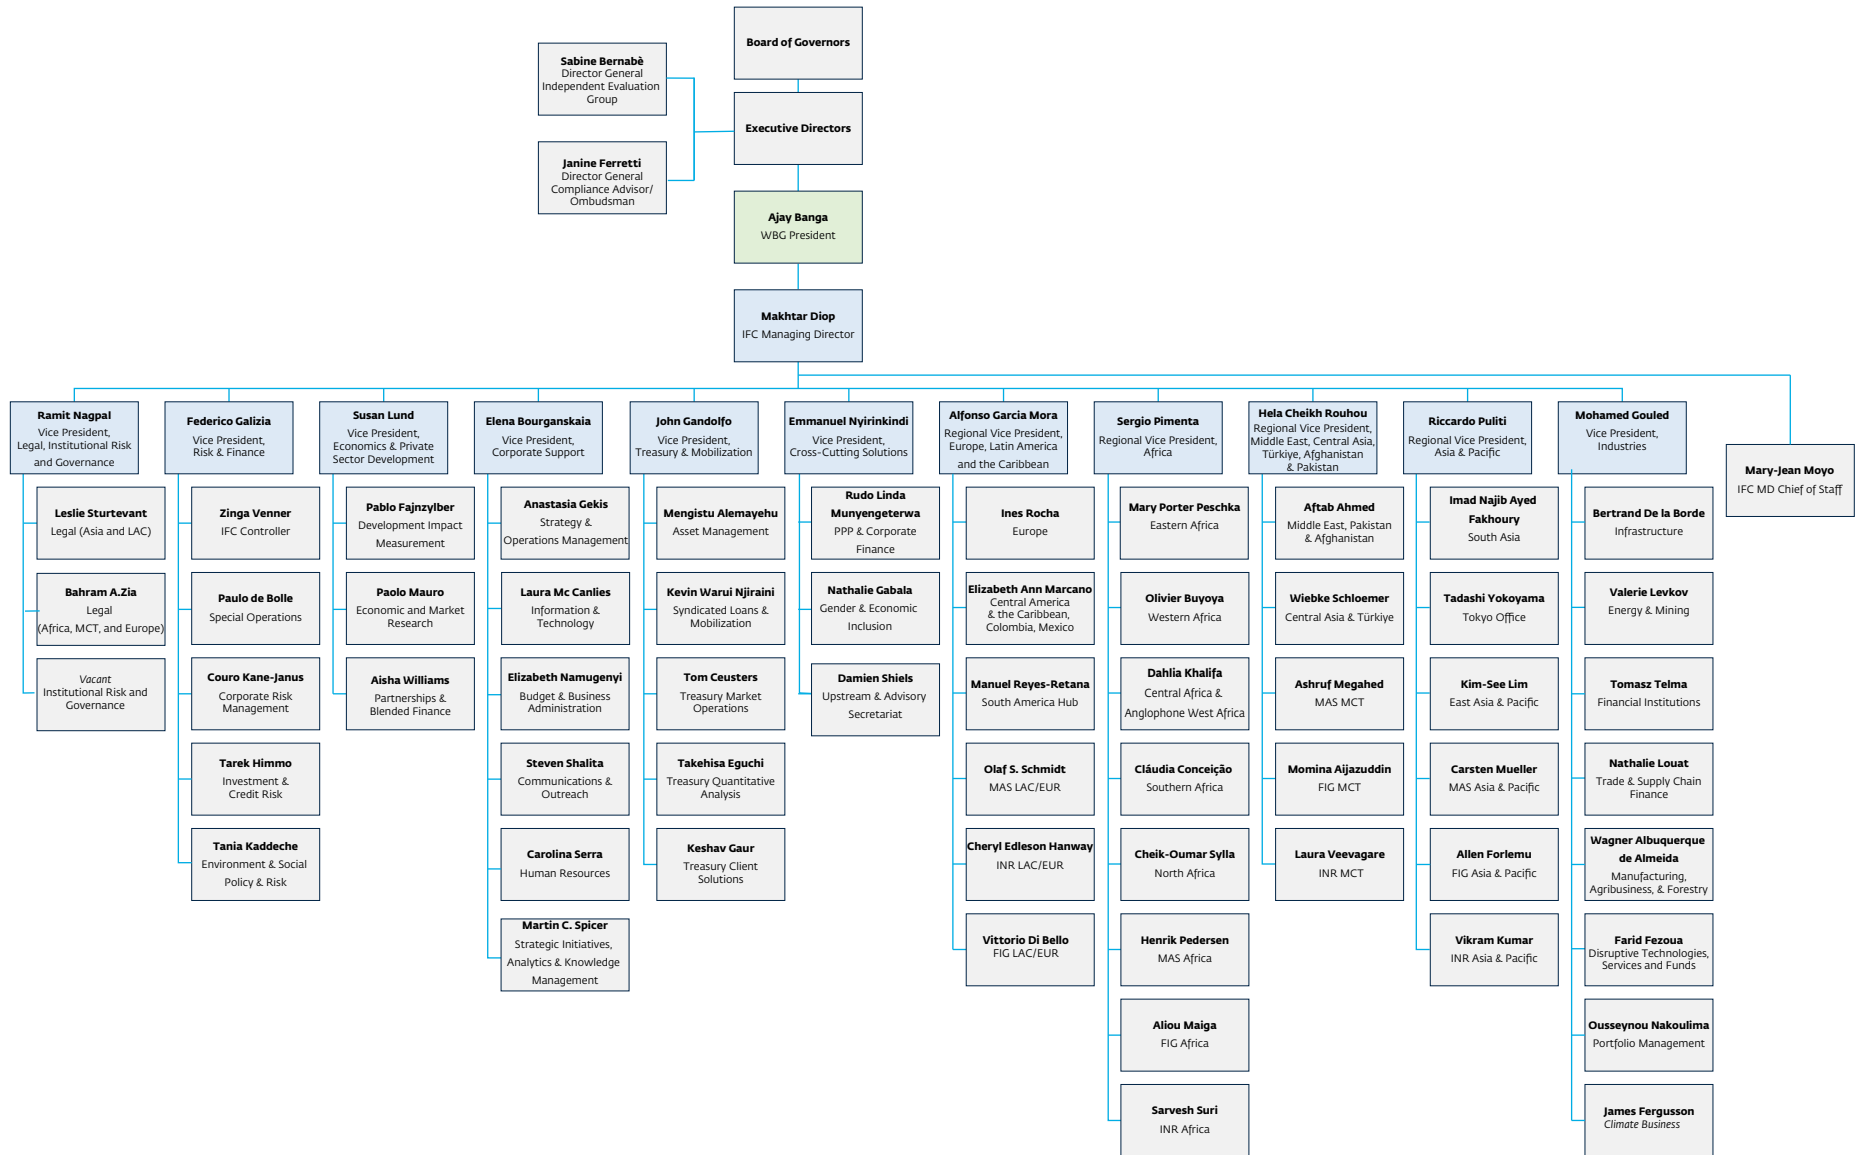 Board of Governors
Sabine Bernabè
Director General
Independent Evaluation
Group
Executive Directors
Janine Ferretti
Director General
Compliance Advisor/
Ombudsman
Ajay Banga
WBG President
Makhtar Diop
IFC Managing Director
Ramit Nagpal
Vice President,
Legal, Institutional Risk
and Governance
Leslie Sturtevant
Legal (Asia and LAC)
Bahram A.Zia
Legal
(Africa, MCT, and Europe)
Vacant
Institutional Risk and
Governance
Federico Galizia
Vice President,
Risk & Finance
Zinga Venner
IFC Controller
Paulo de Bolle
Special Operations
Couro Kane-Janus
Corporate Risk
Management
Tarek Himmo
Investment &
Credit Risk
Tania Kaddeche
Environment & Social
Policy & Risk
Susan Lund
Vice President,
Economics & Private
Sector Development
Pablo Fajnzylber
Development Impact
Measurement
Paolo Mauro
Economic and Market
Research
Aisha Williams
Partnerships &
Blended Finance
Elena Bourganskaia
Vice President,
Corporate Support
Anastasia Gekis
Strategy &
Operations Management
Laura Mc Canlies
Information &
Technology
Elizabeth Namugenyi
Budget & Business
Administration
Steven Shalita
Communications &
Outreach
Carolina Serra
Human Resources
Martin C. Spicer
Strategic Initiatives,
Analytics & Knowledge
Management
John Gandolfo
Vice President,
Treasury & Mobilization
Mengistu Alemayehu
Asset Management
Kevin Warui Njiraini
Syndicated Loans &
Mobilization
Tom Ceusters
Treasury Market
Operations
Takehisa Eguchi
Treasury Quantitative
Analysis
Keshav Gaur
Treasury Client
Solutions
Emmanuel Nyirinkindi
Vice President,
Cross-Cutting Solutions
Rudo Linda
Munyengeterwa
PPP & Corporate
Finance
Nathalie Gabala
Gender & Economic
Inclusion
Damien Shiels
Upstream & Advisory
Secretariat
Alfonso Garcia Mora
Regional Vice President,
Europe, Latin America
and the Caribbean
Ines Rocha
Europe
Elizabeth Ann Marcano
Central America
& the Caribbean,
Colombia, Mexico
Manuel Reyes-Retana
South America Hub
Olaf S. Schmidt
MAS LAC/EUR
Cheryl Edleson Hanway
INR LAC/EUR
Vittorio Di Bello
FIG LAC/EUR
Sergio Pimenta
Regional Vice President,
Africa
Mary Porter Peschka
Eastern Africa
Olivier Buyoya
Western Africa
Dahlia Khalifa
Central Africa &
Anglophone West Africa
Cláudia Conceição
Southern Africa
Cheik-Oumar Sylla
North Africa
Henrik Pedersen
MAS Africa
Aliou Maiga
FIG Africa
Sarvesh Suri
INR Africa
Hela Cheikh Rouhou
Regional Vice President,
Middle East, Central Asia,
Türkiye, Afghanistan
& Pakistan
Aftab Ahmed
Middle East, Pakistan
& Afghanistan
Wiebke Schloemer
Central Asia & Türkiye
Ashruf Megahed
MAS MCT
Momina Aijazuddin
FIG MCT
Laura Veevagare
INR MCT
Riccardo Puliti
Regional Vice President,
Asia & Pacific
Imad Najib Ayed
Fakhoury
South Asia
Tadashi Yokoyama
Tokyo Office
Kim-See Lim
East Asia & Pacific
Carsten Mueller
MAS Asia & Pacific
Allen Forlemu
FIG Asia & Pacific
Vikram Kumar
INR Asia & Pacific
Mohamed Gouled
Vice President,
Industries
Bertrand De la Borde
Infrastructure
Valerie Levkov
Energy & Mining
Tomasz Telma
Financial Institutions
Nathalie Louat
Trade & Supply Chain
Finance
Wagner Albuquerque
de Almeida
Manufacturing,
Agribusiness, & Forestry
Farid Fezoua
Disruptive Technologies,
Services and Funds
Ousseynou Nakoulima
Portfolio Management
James Fergusson
Climate Business
Mary-Jean Moyo
IFC MD Chief of Staff